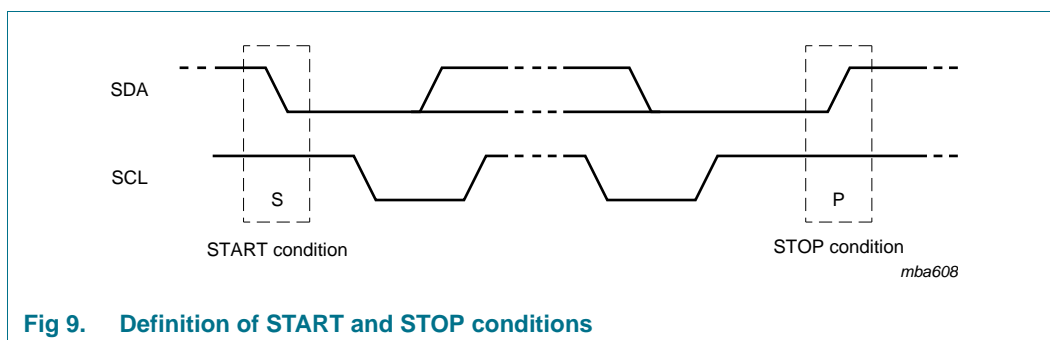 SDA
SCL
S
P
START condition
STOP condition
mba608
Fig 9. Definition of START and STOP conditions